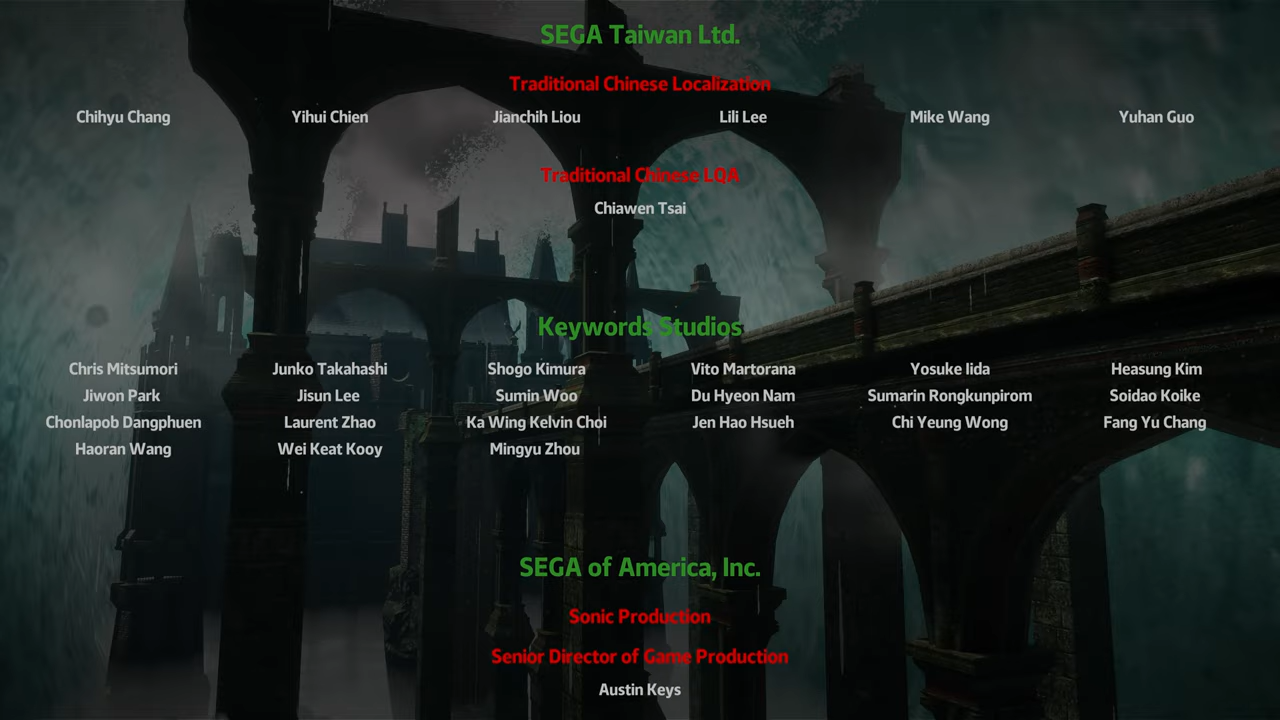 SEGA Taiwan Ltd.
Traditional Chinese Localization
Chihyu Chang Yihui Chien Jianchih Liou Lili Lee Mike Wang Yuhan Guo
Traditional Chinese LQA
Chiawen Tsai
Keywords Studios
Chris Mitsumori Junko Takahashi Shogo Kimura Vito Martorana Yosuke Iida Heasung Kim
Jiwon Park Jisun Lee Sumin Woo Du Hyeon Nam Sumarin Rongkunpirom Soidao Koike
Chonlapob Dangphuen Laurent Zhao Ka Wing Kelvin Choi Jen Hao Hsueh Chi Yeung Wong Fang Yu Chang
Haoran Wang Wei Keat Kooy Mingyu Zhou
SEGA of America, Inc.
Sonic Production
Senior Director of Game Production
Austin Keys